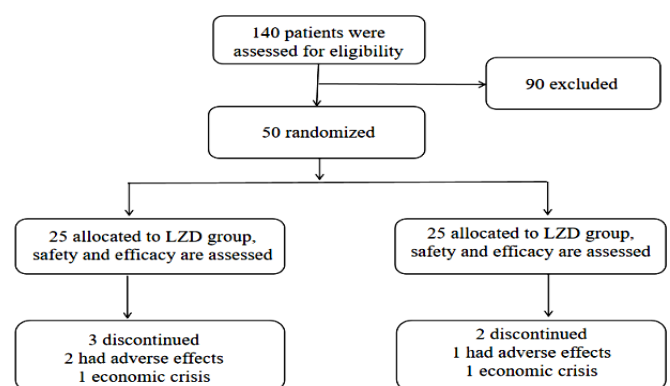 140 patients were
assessed for eligibility
90 excluded
50 randomized
25 allocated to LZD group,
safety and efficacy are assessed
25 allocated to LZD group,
safety and efficacy are assessed
3 discontinued
2 had adverse effects
1 economic crisis
2 discontinued
1 had adverse effects
1 economic crisis